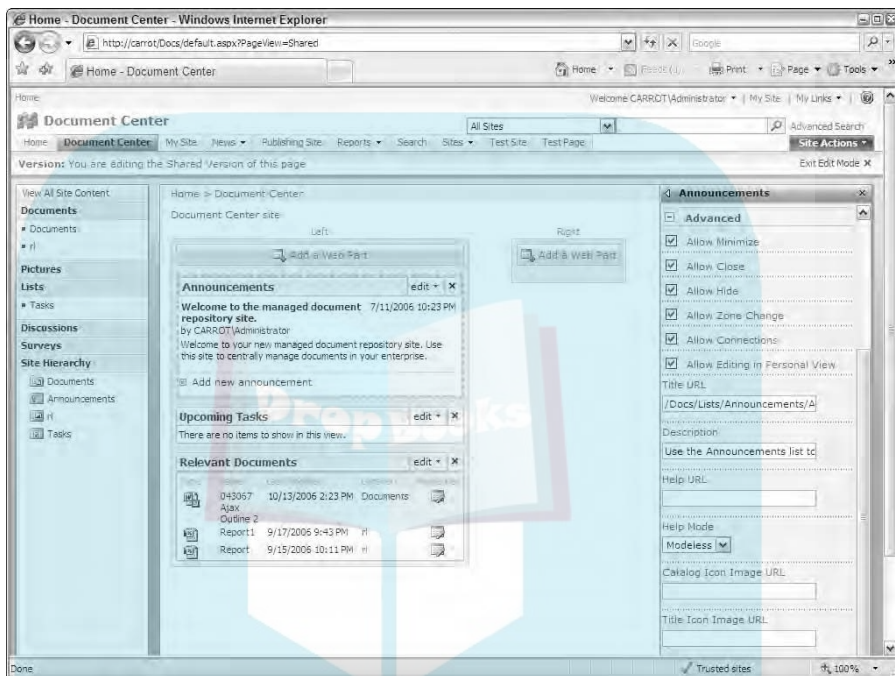 Home - Document Center - Windows Internet Explorer
http://carrot/Docs/default.aspx?PageView=Shared
Google
Home - Document Center
Home
Print
Page
Tools
Home
Welcome CARROT\Administrator
My Site
My Links
Document Center
All Sites
Advanced Search
Home
Document Center
My Site
News
Publishing Site
Reports
Search
Sites
Test Site
Test Page
Site Actions
Version: You are editing the Shared Version of this page
Exit Edit Mode X
View All Site Content
Documents
Documents
rl
Pictures
Lists
Tasks
Discussions
Surveys
Site Hierarchy
Documents
Announcements
rl
Tasks
Home > Document Center
Document Center site
Left
Add a Web Part
Announcements
edit
Welcome to the managed document repository site.
7/11/2006 10:23 PM
by CARROT\Administrator
Welcome to your new managed document repository site. Use
this site to centrally manage documents in your enterprise.
Add new announcement
Upcoming Tasks
edit
There are no items to show in this view.
Relevant Documents
edit
043067 Ajax Outline 2
10/13/2006 2:23 PM
Documents
Report1
9/17/2006 9:43 PM
rl
Report
9/15/2006 10:11 PM
rl
DropBooks
Right
Add a Web Part
Announcements
Advanced
Allow Minimize
Allow Close
Allow Hide
Allow Zone Change
Allow Connections
Allow Editing in Personal View
Title URL
/Docs/Lists/Announcements/A
Description
Use the Announcements list to
Help URL
Help Mode
Modeless
Catalog Icon Image URL
Title Icon Image URL
Done
Trusted sites
100%